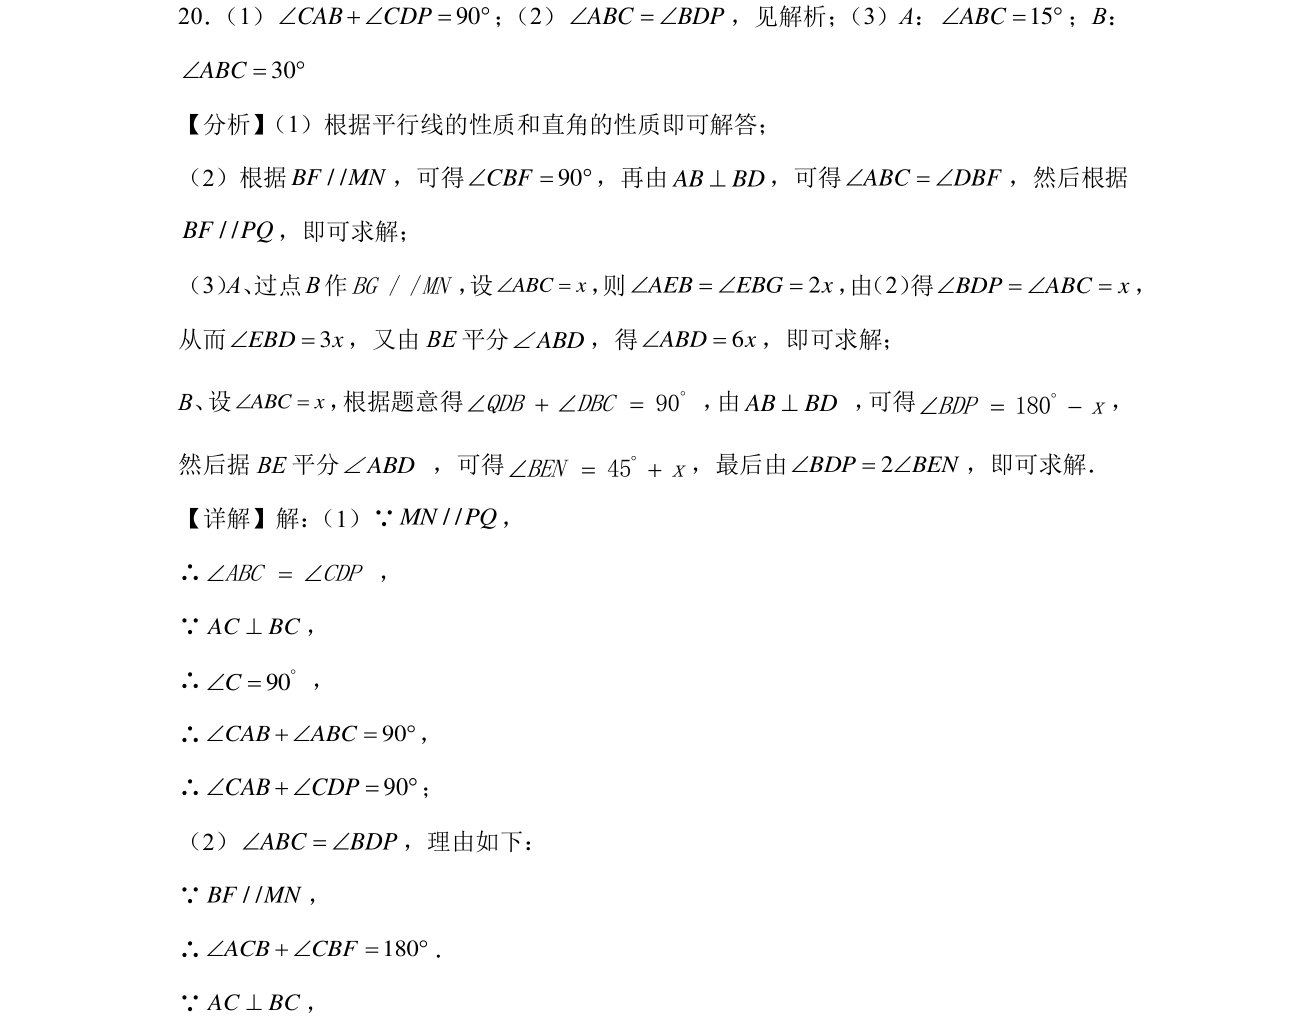 20．（1）∠CAB+∠CDP=90°；（2）∠ABC=∠BDP，见解析；（3）A：∠ABC=15°；B：
∠ABC=30°
【分析】（1）根据平行线的性质和直角的性质即可解答；
（2）根据BF//MN，可得∠CBF=90°，再由AB⊥BD，可得∠ABC=∠DBF，然后根据
BF//PQ，即可求解；
（3）A、过点B作BG//MN，设∠ABC=x，则∠AEB=∠EBG=2x，由（2）得∠BDP=∠ABC=x，
从而∠EBD=3x，又由BE平分∠ABD，得∠ABD=6x，即可求解；
B、设∠ABC=x，根据题意得∠QDB+∠DBC=90°，由AB⊥BD，可得∠BDP=180°－x，
然后据BE平分∠ABD，可得∠BEN=45°+x，最后由∠BDP=2∠BEN，即可求解．
【详解】解：（1）∵MN//PQ，
∴∠ABC=∠CDP，
∵AC⊥BC，
∴∠C=90°，
∴∠CAB+∠ABC=90°，
∴∠CAB+∠CDP=90°；
（2）∠ABC=∠BDP，理由如下：
∵BF//MN，
∴∠ACB+∠CBF=180°．
∵AC⊥BC，